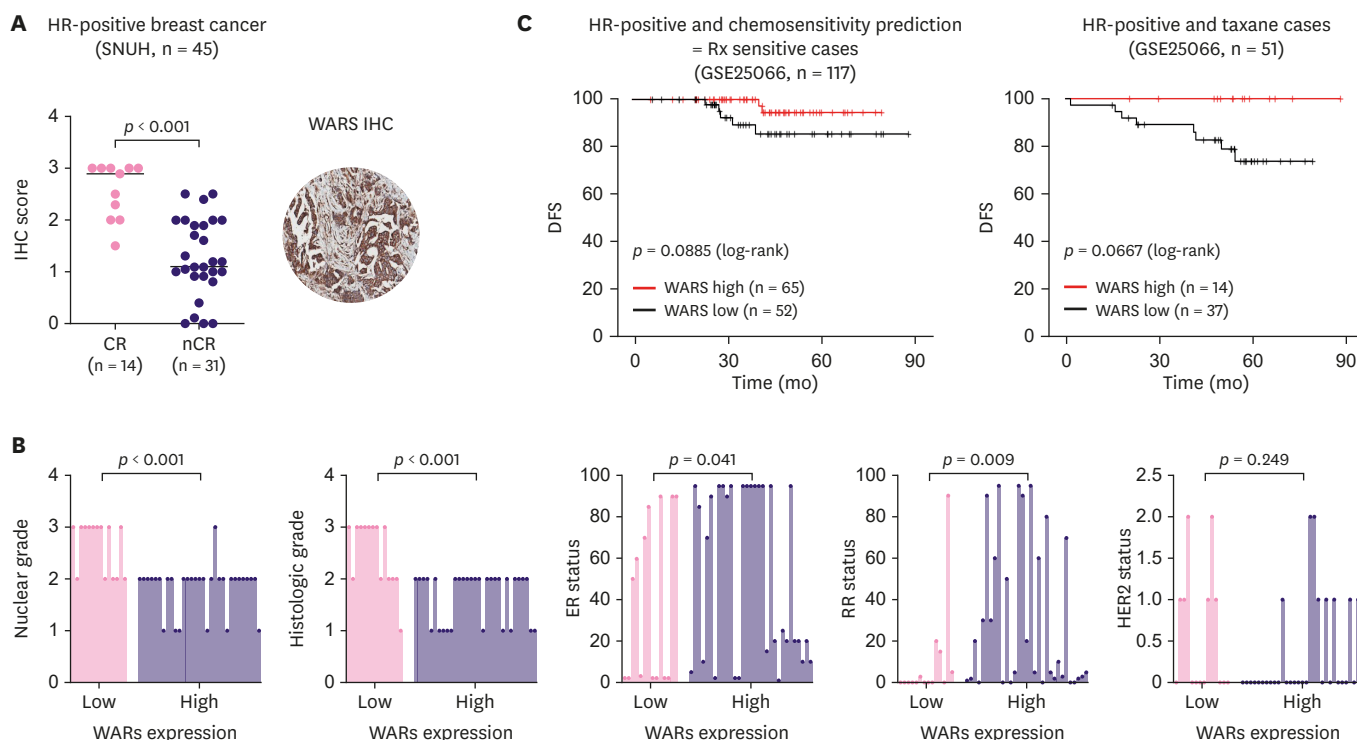 A
HR-positive breast cancer
(SNUH, n = 45)
p < 0.001
WARS IHC
IHC score
4
3
2
1
0
CR
(n = 14)
nCR
(n = 31)
C
HR-positive and chemosensitivity prediction
= Rx sensitive cases
(GSE25066, n = 117)
DFS
100
80
60
40
20
0
p = 0.0885 (log-rank)
WARS high (n = 65)
WARS low (n = 52)
0 30 60 90
Time (mo)
HR-positive and taxane cases
(GSE25066, n = 51)
DFS
100
80
60
40
20
0
p = 0.0667 (log-rank)
WARS high (n = 14)
WARS low (n = 37)
0 30 60 90
Time (mo)
B
p < 0.001
Nuclear grade
4
3
2
1
0
Low High
WARs expression
p < 0.001
Histologic grade
4
3
2
1
0
Low High
WARs expression
p = 0.041
ER status
100
80
60
40
20
0
Low High
WARs expression
p = 0.009
RR status
100
80
60
40
20
0
Low High
WARs expression
p = 0.249
HER2 status
2.5
2.0
1.5
1.0
0.5
0.0
Low High
WARs expression